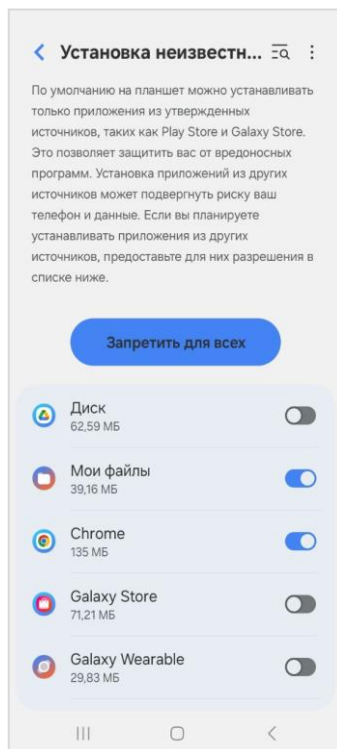 Установка неизвестн...
По умолчанию на планшет можно устанавливать
только приложения из утвержденных
источников, таких как Play Store и Galaxy Store.
Это позволяет защитить вас от вредоносных
программ. Установка приложений из других
источников может подвергнуть риску ваш
телефон и данные. Если вы планируете
устанавливать приложения из других
источников, предоставьте для них разрешения в
списке ниже.
Запретить для всех
Диск
62,59 МБ
Мои файлы
39,16 МБ
Chrome
135 МБ
Galaxy Store
71,21 МБ
Galaxy Wearable
29,83 МБ